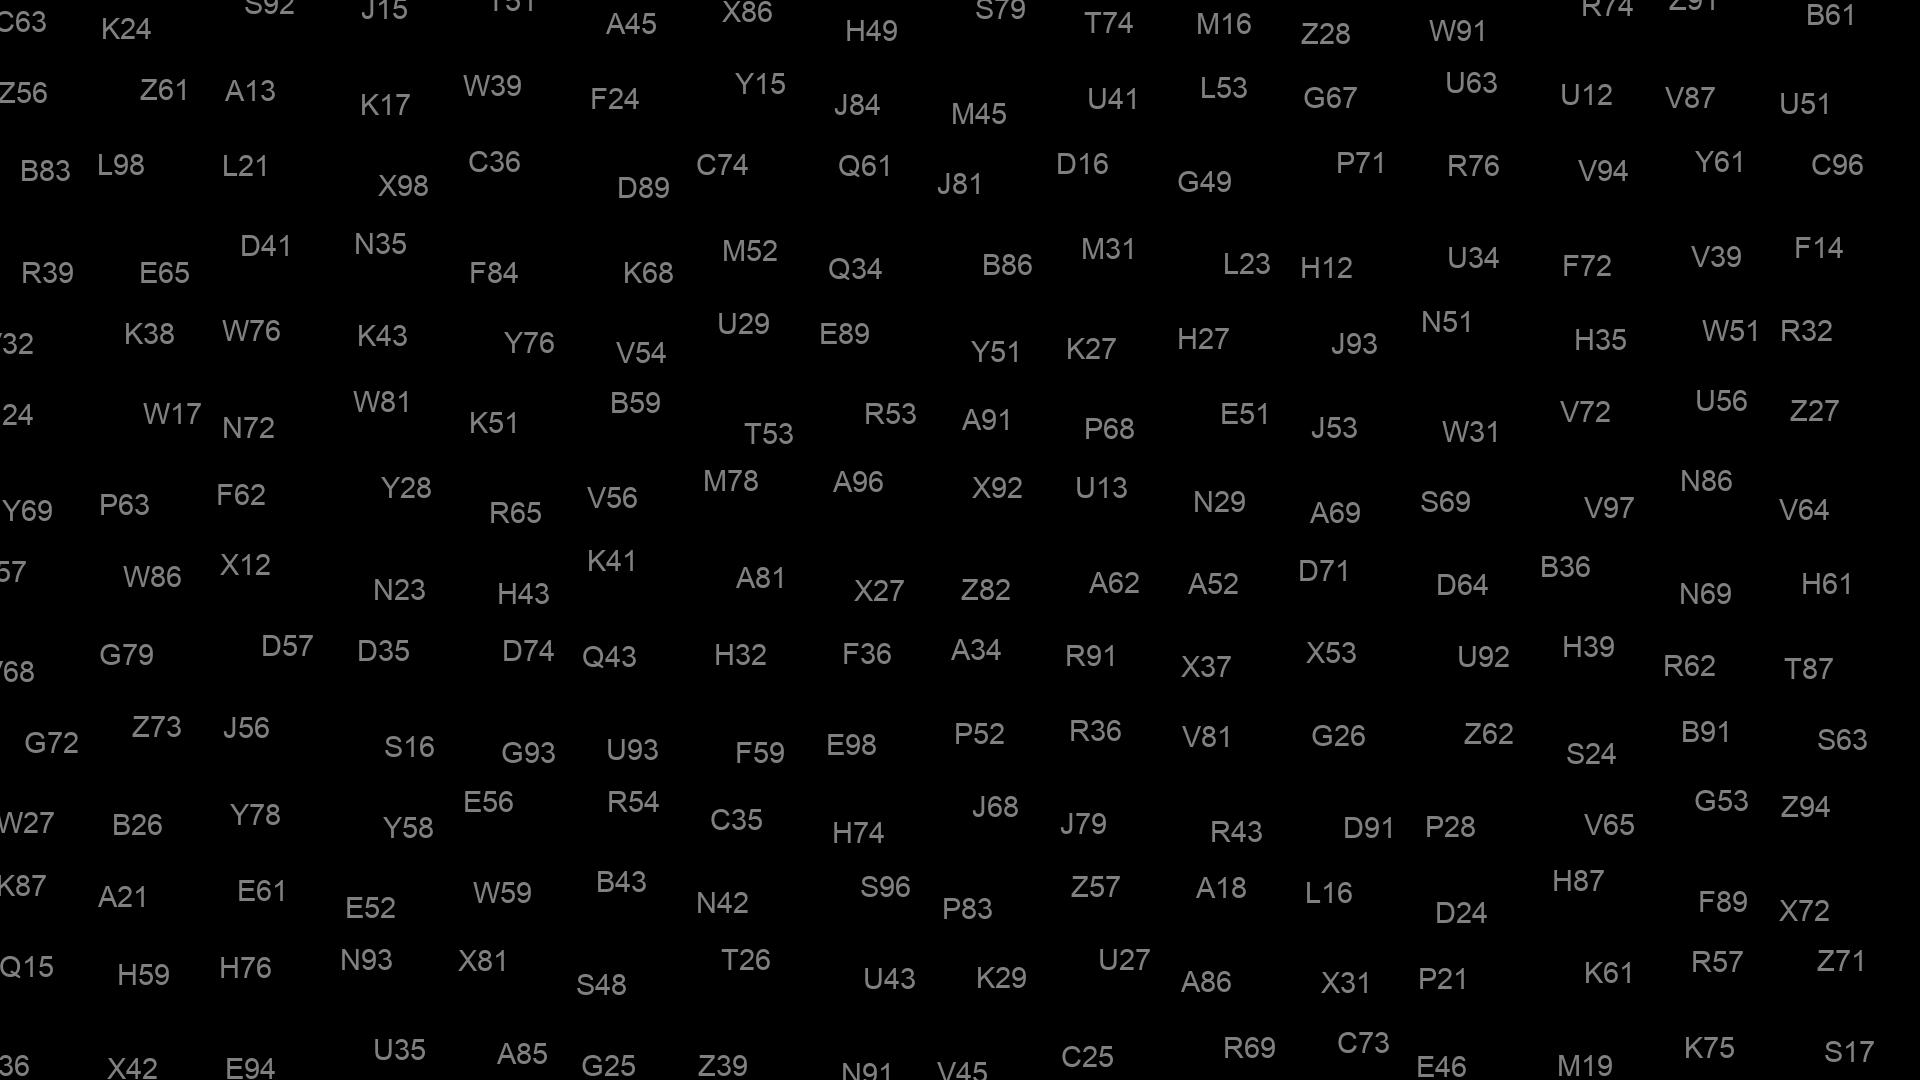 C63 K24 S92 J15 T51 A45 X86 H49 S79 T74 M16 Z28 W91 R74 Z91 B61
Z56 Z61 A13 K17 W39 F24 Y15 J84 M45 U41 L53 G67 U63 U12 V87 U51
B83 L98 L21 X98 C36 D89 C74 Q61 J81 D16 G49 P71 R76 V94 Y61 C96
R39 E65 D41 N35 F84 K68 M52 Q34 B86 M31 L23 H12 U34 F72 V39 F14
32 K38 W76 K43 Y76 V54 U29 E89 Y51 K27 H27 J93 N51 H35 W51 R32
24 W17 N72 W81 K51 B59 T53 R53 A91 P68 E51 J53 W31 V72 U56 Z27
Y69 P63 F62 Y28 R65 V56 M78 A96 X92 U13 N29 A69 S69 V97 N86 V64
57 W86 X12 N23 H43 K41 A81 X27 Z82 A62 A52 D71 D64 B36 N69 H61
68 G79 D57 D35 D74 Q43 H32 F36 A34 R91 X37 X53 U92 H39 R62 T87
G72 Z73 J56 S16 G93 U93 F59 E98 P52 R36 V81 G26 Z62 S24 B91 S63
W27 B26 Y78 Y58 E56 R54 C35 H74 J68 J79 R43 D91 P28 V65 G53 Z94
K87 A21 E61 E52 W59 B43 N42 S96 P83 Z57 A18 L16 D24 H87 F89 X72
Q15 H59 H76 N93 X81 S48 T26 U43 K29 U27 A86 X31 P21 K61 R57 Z71
36 X42 E94 U35 A85 G25 Z39 N91 V45 C25 R69 C73 E46 M19 K75 S17